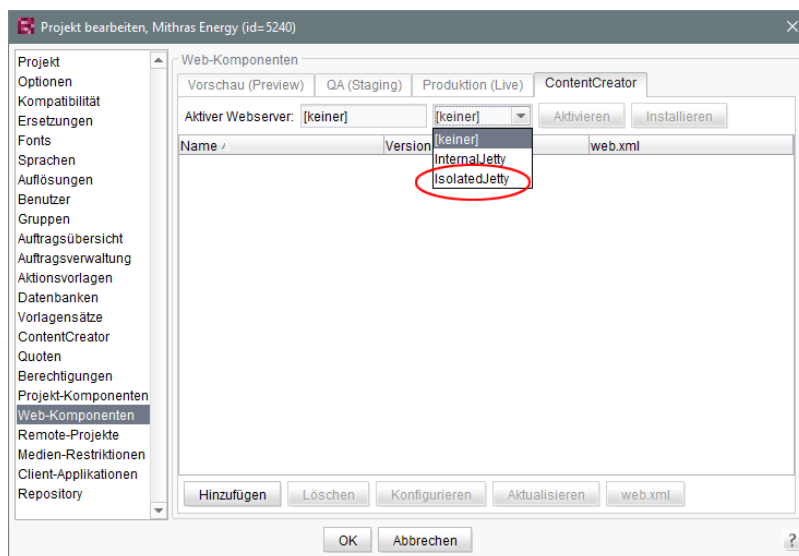 Projekt bearbeiten, Mithras Energy (id=5240)
Projekt
Optionen
Kompatibilität
Ersetzungen
Fonts
Sprachen
Auflösungen
Benutzer
Gruppen
Auftragsübersicht
Auftragsverwaltung
Aktionsvorlagen
Datenbanken
Vorlagensätze
ContentCreator
Quoten
Berechtigungen
Projekt-Komponenten
Web-Komponenten
Remote-Projekte
Medien-Restriktionen
Client-Applikationen
Repository
Web-Komponenten
Vorschau (Preview) QA (Staging) Produktion (Live) ContentCreator
Aktiver Webserver: [keiner] [keiner] Aktivieren Installieren
[keiner]
InternalJetty
IsolatedJetty
Name Version web.xml
Hinzufügen Löschen Konfigurieren Aktualisieren web.xml
OK Abbrechen ?